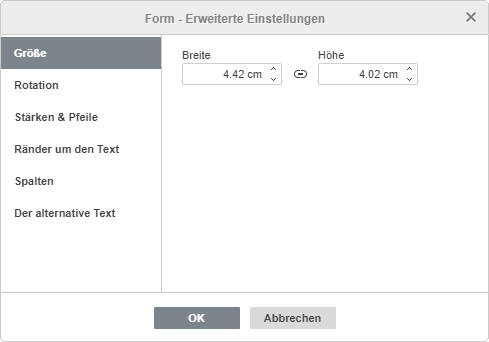 Form - Erweiterte Einstellungen
Größe
Rotation
Stärken & Pfeile
Ränder um den Text
Spalten
Der alternative Text
Breite Höhe
4.42 cm 4.02 cm
OK Abbrechen